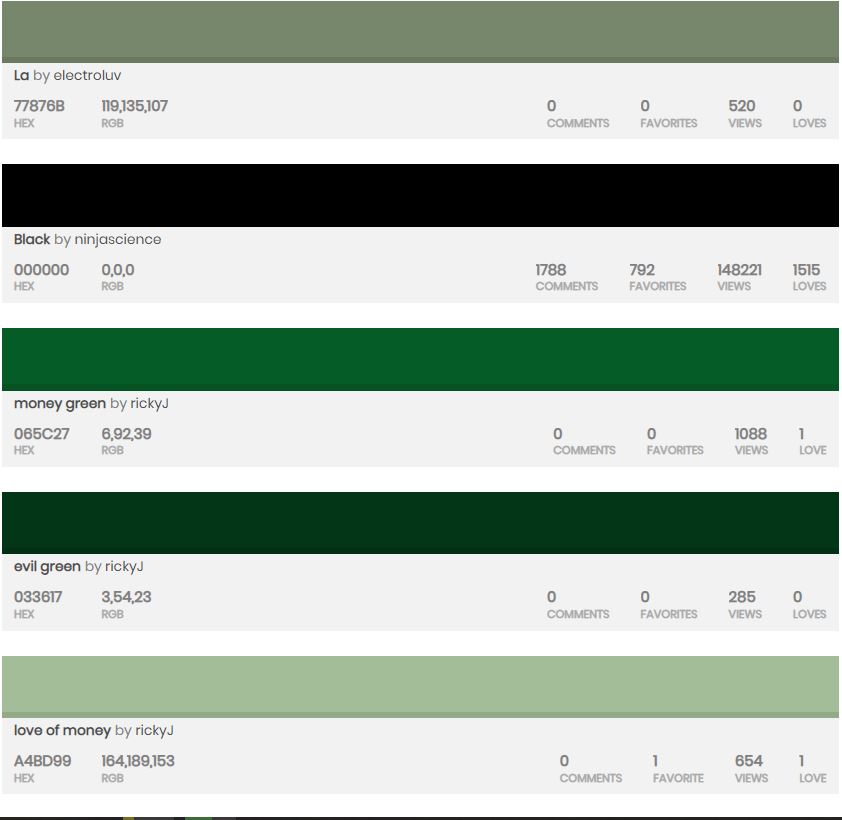 La by electroluv
77876B 119,135,107 0 0 520 0
HEX RGB COMMENTS FAVORITES VIEWS LOVES
Black by ninjascience
000000 0,0,0 1788 792 148221 1515
HEX RGB COMMENTS FAVORITES VIEWS LOVES
money green by rickyJ
065C27 6,92,39 0 0 1088 1
HEX RGB COMMENTS FAVORITES VIEWS LOVE
evil green by rickyJ
033617 3,54,23 0 0 285 0
HEX RGB COMMENTS FAVORITES VIEWS LOVES
love of money by rickyJ
A4BD99 164,189,153 0 1 654 1
HEX RGB COMMENTS FAVORITE VIEWS LOVE